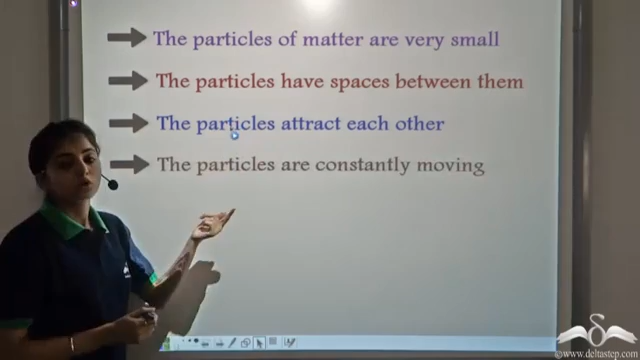 The particles of matter are very small
The particles have spaces between them
The particles attract each other
The particles are constantly moving
©www.deltastep.com